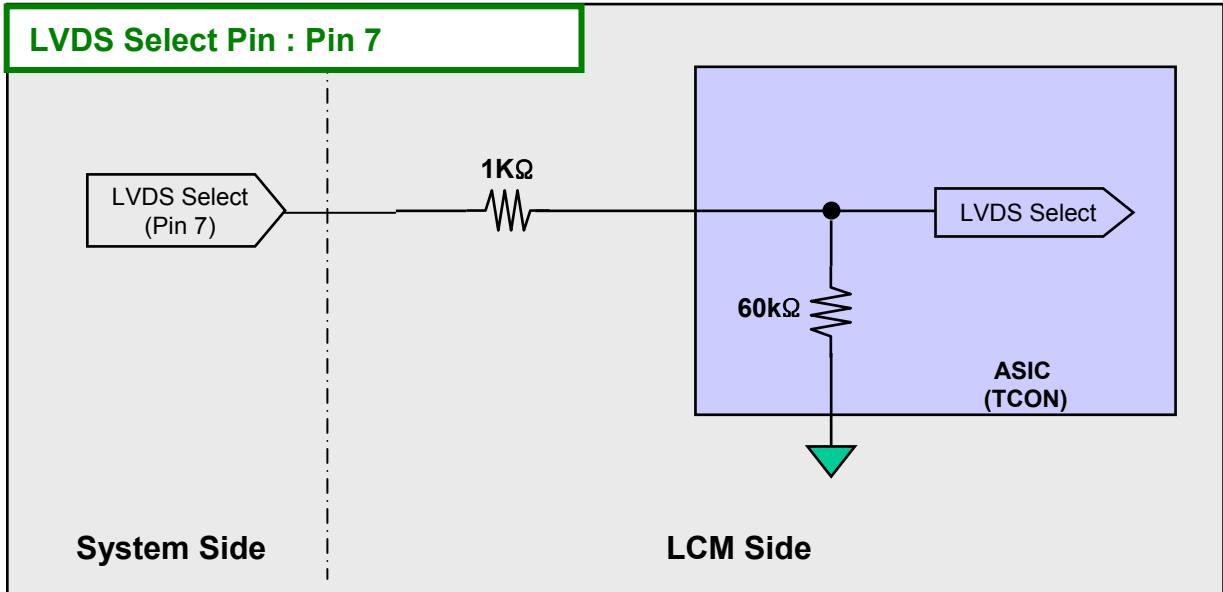 LVDS Select Pin : Pin 7
1KΩ
LVDS Select
(Pin 7)
LVDS Select
60kΩ
ASIC
(TCON)
System Side
LCM Side